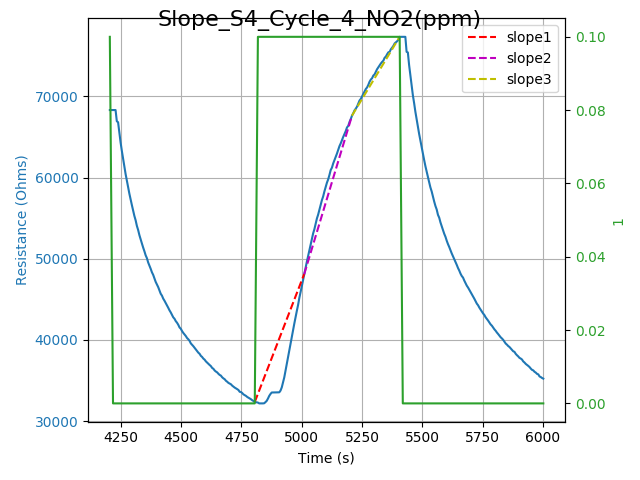 Slope_S4_Cycle_4_NO2(ppm)
slope1
slope2
slope3
Resistance (Ohms)
70000
60000
50000
40000
30000
0.10
0.08
0.06
0.04
0.02
0.00
1
4250 4500 4750 5000 5250 5500 5750 6000
Time (s)